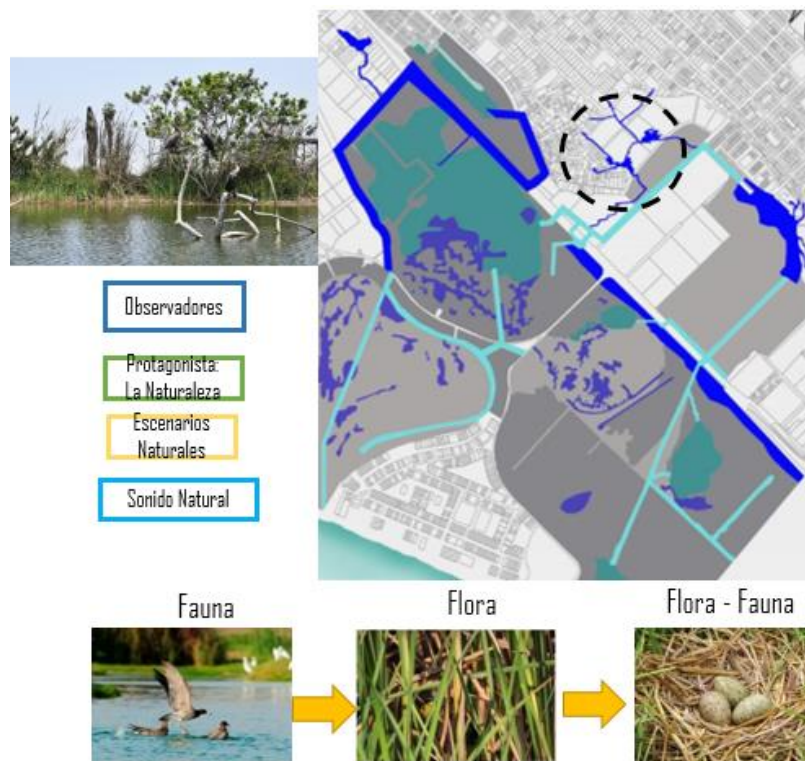 Observadores
Protagonista:
La Naturaleza
Escenarios
Naturales
Sonido Natural
Fauna
Flora
Flora - Fauna